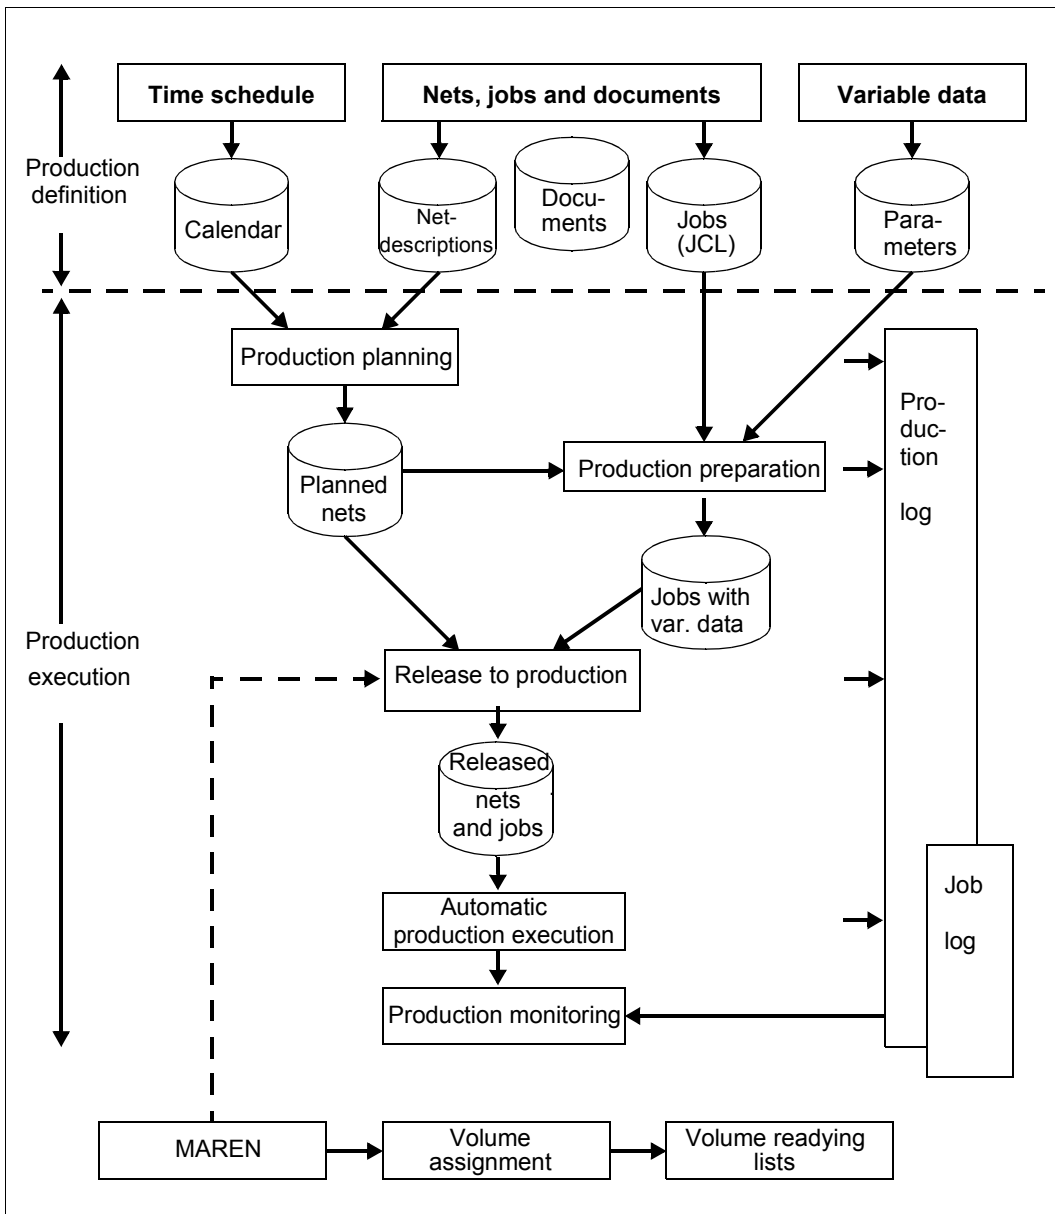 Time schedule
Nets, jobs and documents
Variable data
Production
definition
Calendar
Net-
descriptions
Docu-
ments
Jobs
(JCL)
Para-
meters
Production planning
Pro-
duc-
tion
log
Planned
nets
Production preparation
Jobs with
var. data
Production
execution
Release to production
Released
nets
and jobs
Automatic
production execution
Job
log
Production monitoring
MAREN
Volume
assignment
Volume readying
lists